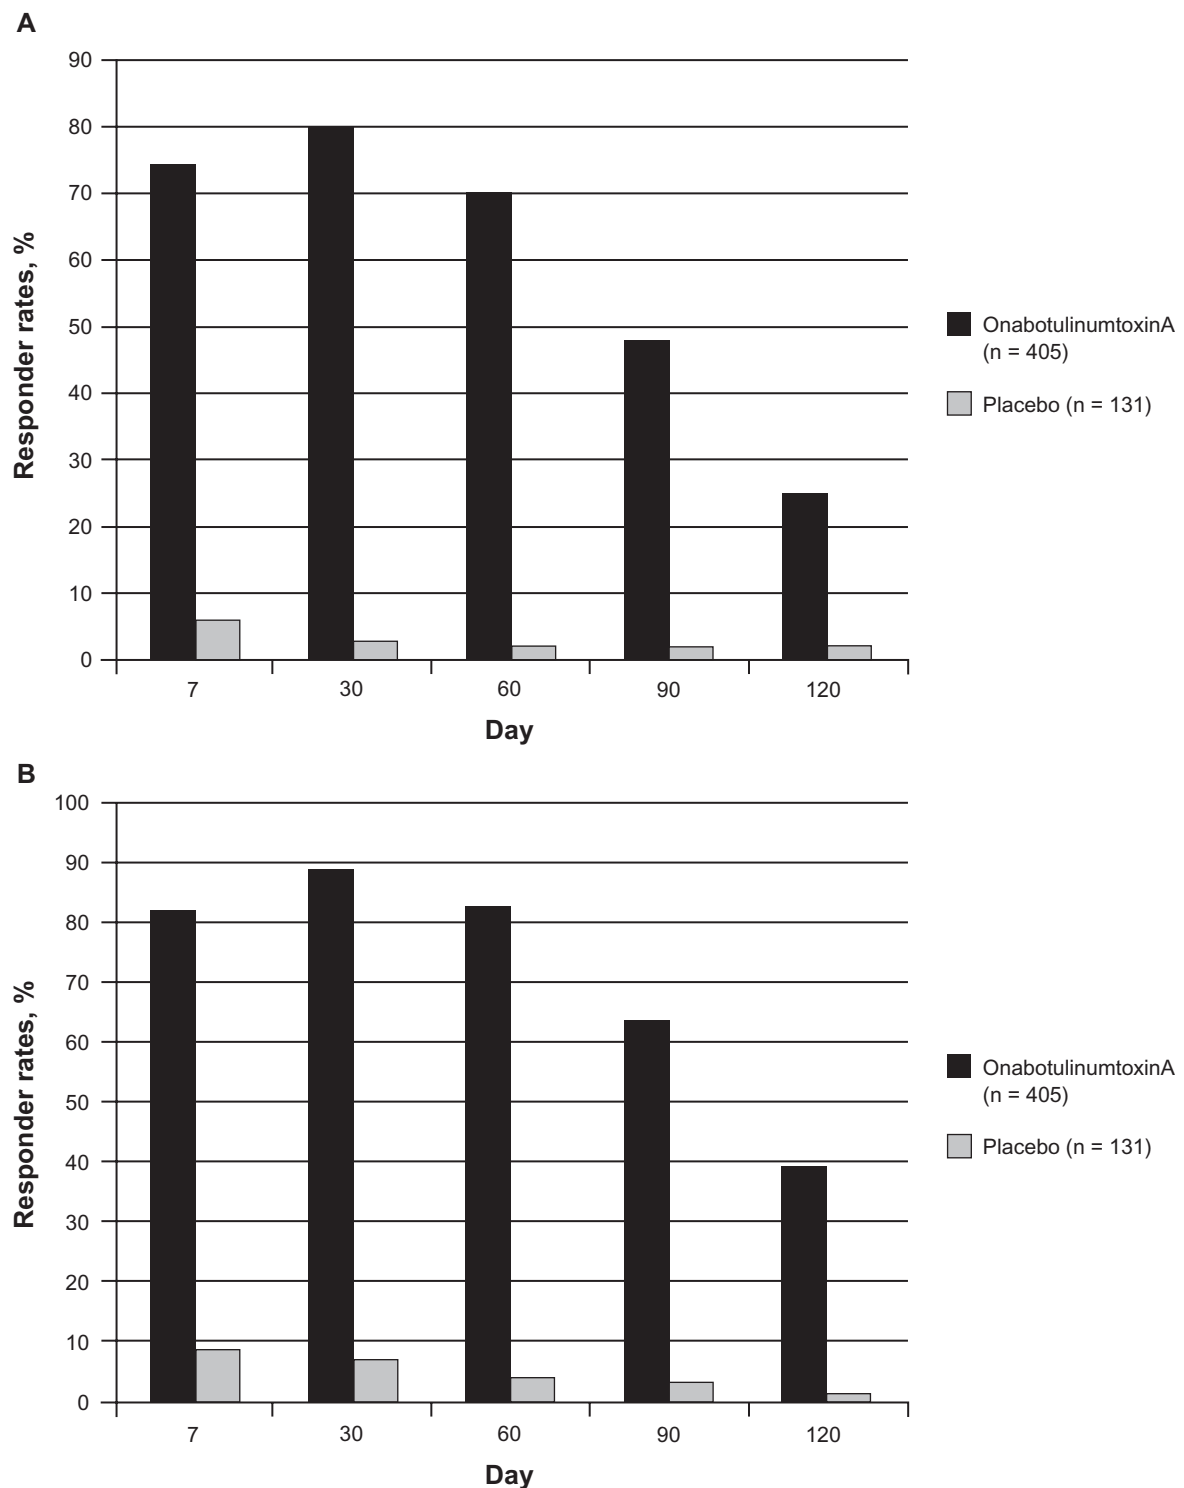 A
90
80
70
60
50
40
30
20
10
0
Responder rates, %
7 30 60 90 120
Day
OnabotulinumtoxinA
(n = 405)
Placebo (n = 131)
B
100
90
80
70
60
50
40
30
20
10
0
Responder rates, %
7 30 60 90 120
Day
OnabotulinumtoxinA
(n = 405)
Placebo (n = 131)